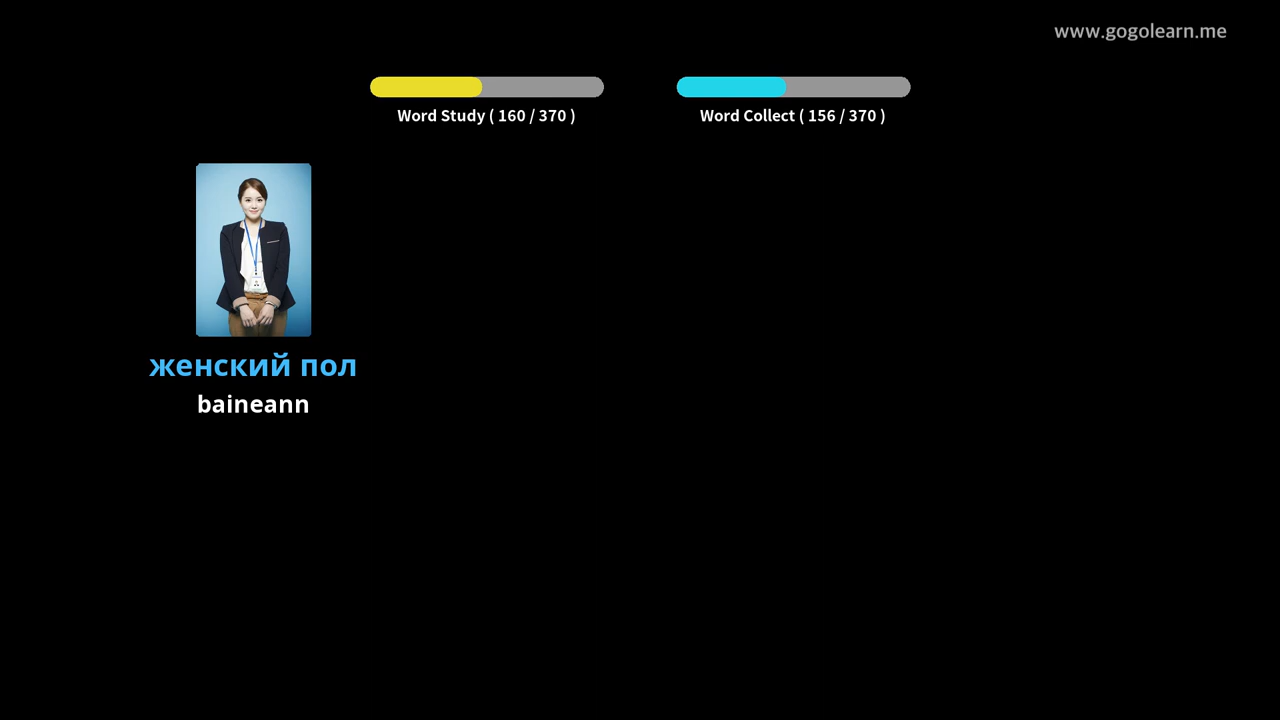 www.gogolearn.me
Word Study ( 160 / 370 )
Word Collect ( 156 / 370 )
женский пол
baineann